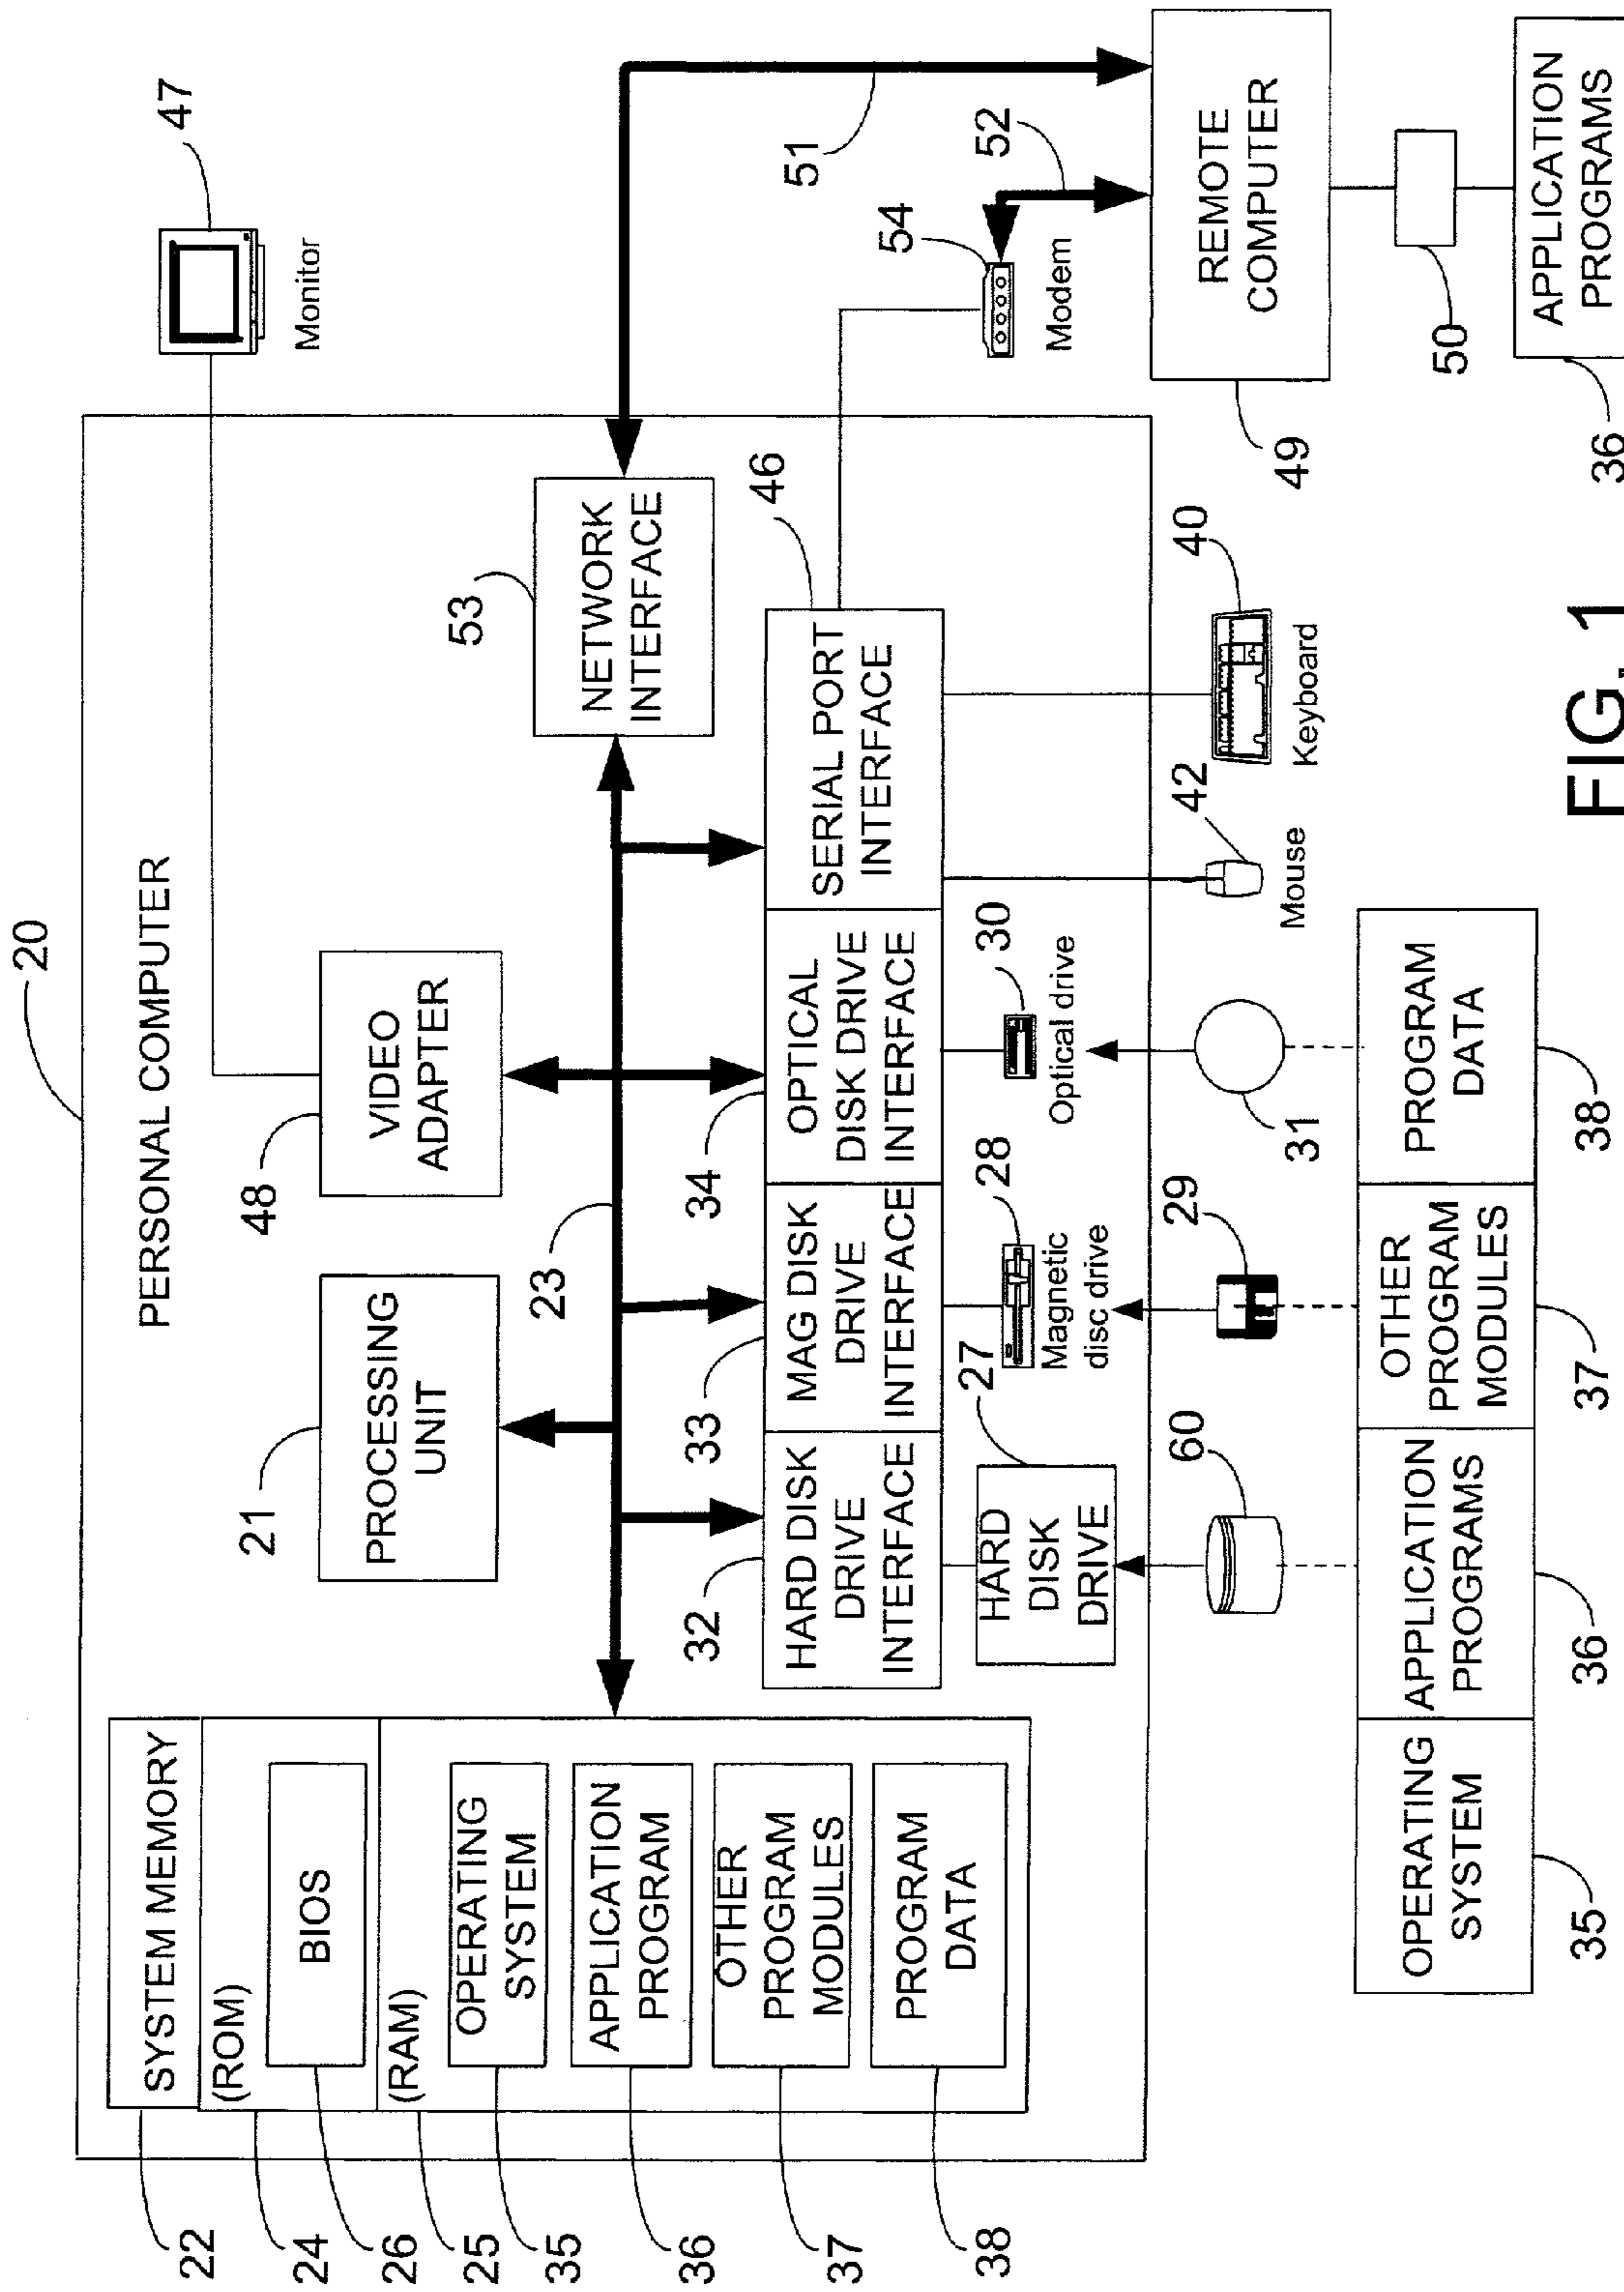 20
PERSONAL COMPUTER
22
SYSTEM MEMORY
24
(ROM)
26
BIOS
25
(RAM)
35
OPERATING
SYSTEM
36
APPLICATION
PROGRAM
37
OTHER
PROGRAM
MODULES
38
PROGRAM
DATA
21
PROCESSING
UNIT
48
VIDEO
ADAPTER
47
Monitor
23
53
NETWORK
INTERFACE
32
HARD DISK
DRIVE
INTERFACE
33
MAG DISK
DRIVE
INTERFACE
34
OPTICAL
DISK DRIVE
INTERFACE
46
SERIAL PORT
INTERFACE
27
HARD
DISK
DRIVE
28
Magnetic
disc drive
30
Optical drive
51
54
52
Modem
60
29
31
42
Mouse
40
Keyboard
49
REMOTE
COMPUTER
50
36
APPLICATION
PROGRAMS
OPERATING
SYSTEM
35
APPLICATION
PROGRAMS
36
OTHER
PROGRAM
MODULES
37
PROGRAM
DATA
38
FIG. 1